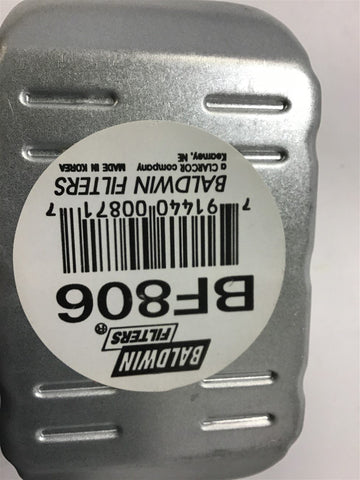 BALDWIN
FILTERS®
BF806
7 91440 00871 7
BALDWIN FILTERS
a CLARCOR company MADE IN KOREA
Kearney, NE